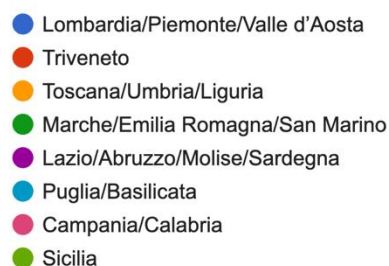 Lombardia/Piemonte/Valle d’Aosta
Triveneto
Toscana/Umbria/Liguria
Marche/Emilia Romagna/San Marino
Lazio/Abruzzo/Molise/Sardegna
Puglia/Basilicata
Campania/Calabria
Sicilia